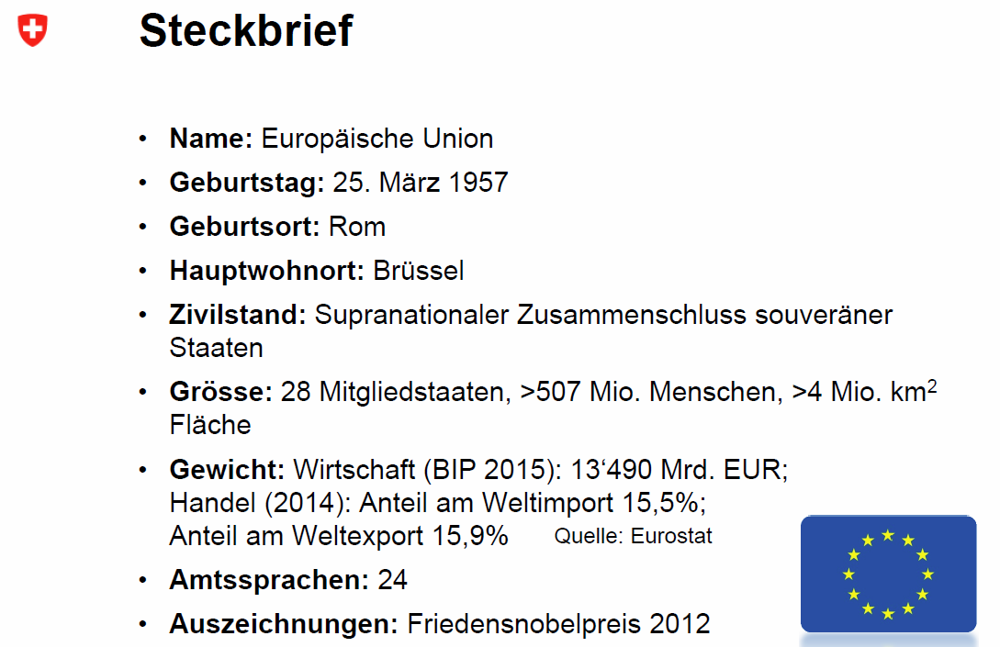 Steckbrief
• Name: Europäische Union
• Geburtstag: 25. März 1957
• Geburtsort: Rom
• Hauptwohnort: Brüssel
• Zivilstand: Supranationaler Zusammenschluss souveräner
Staaten
• Grösse: 28 Mitgliedstaaten, >507 Mio. Menschen, >4 Mio. km²
Fläche
• Gewicht: Wirtschaft (BIP 2015): 13‘490 Mrd. EUR;
Handel (2014): Anteil am Weltimport 15,5%;
Anteil am Weltexport 15,9% Quelle: Eurostat
• Amtssprachen: 24
• Auszeichnungen: Friedensnobelpreis 2012